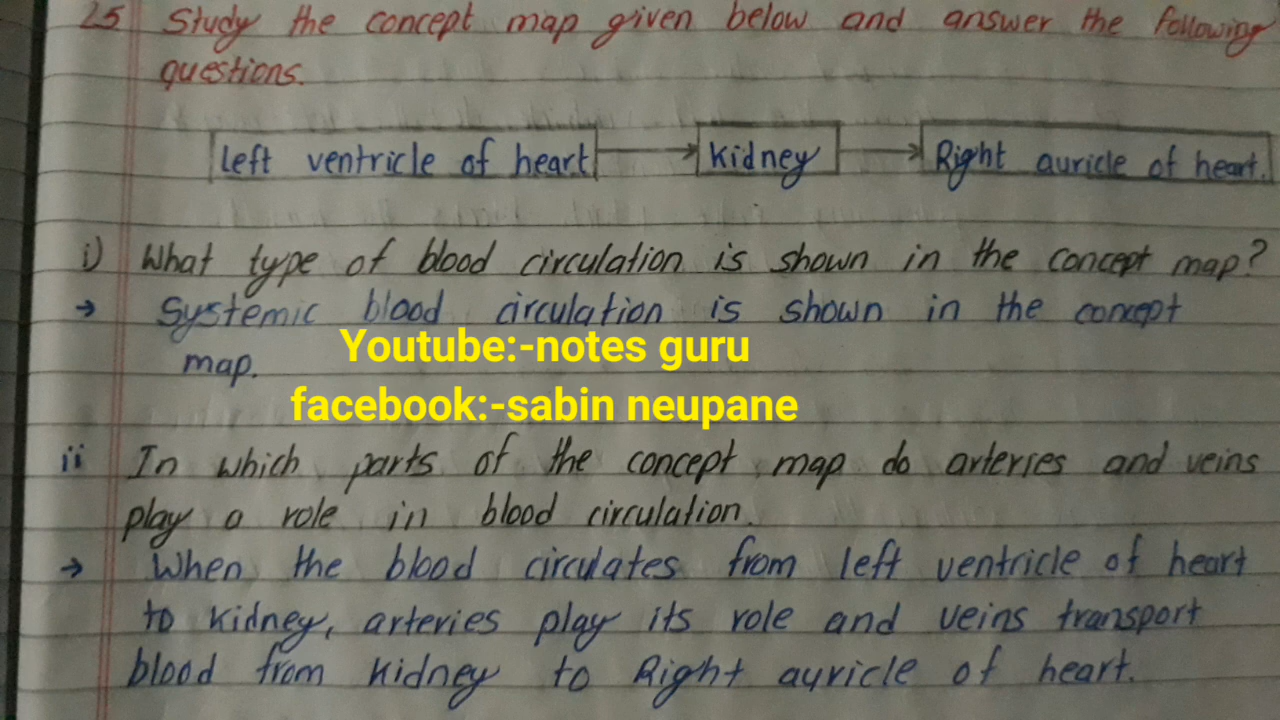 25 Study the concept map given below and answer the following
questions.
Left ventricle of heart → Kidney → Right auricle of heart.
i) What type of blood circulation is shown in the concept map?
→ Systemic blood circulation is shown in the concept
map.
Youtube:-notes guru
facebook:-sabin neupane
ii In which parts of the concept map do arteries and veins
play a role in blood circulation.
→ When the blood circulates from left ventricle of heart
to kidney, arteries play its role and veins transport
blood from kidney to Right auricle of heart.